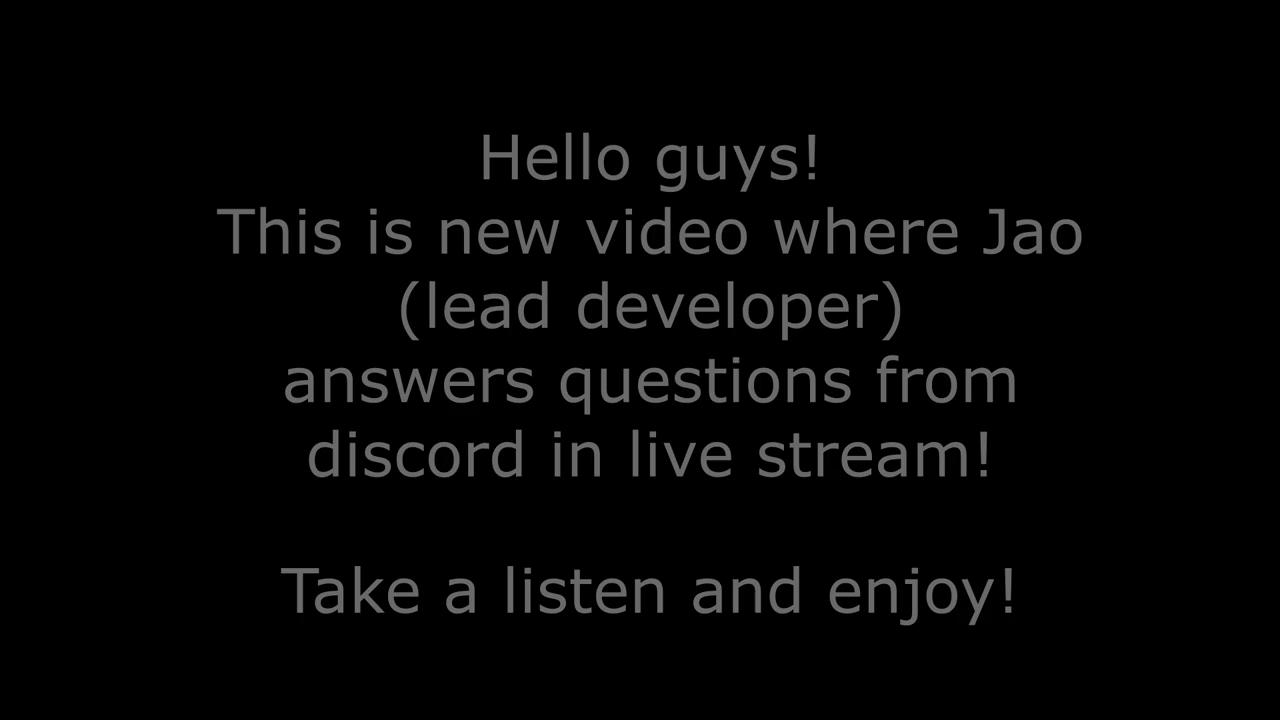 Hello guys!
This is new video where Jao
(lead developer)
answers questions from
discord in live stream!
Take a listen and enjoy!